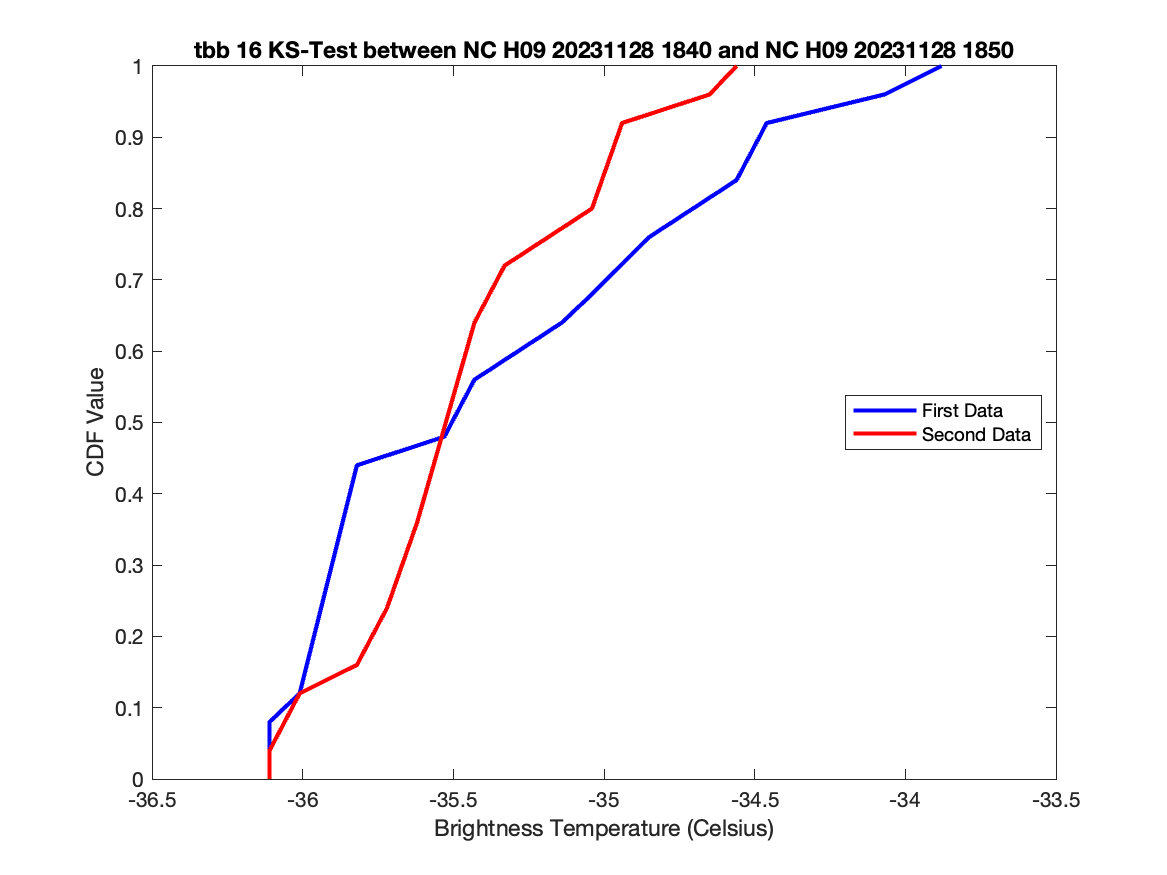 tbb 16 KS-Test between NC H09 20231128 1840 and NC H09 20231128 1850
1
0.9
0.8
0.7
0.6
0.5
0.4
0.3
0.2
0.1
0
CDF Value
First Data
Second Data
-36.5 -36 -35.5 -35 -34.5 -34 -33.5
Brightness Temperature (Celsius)